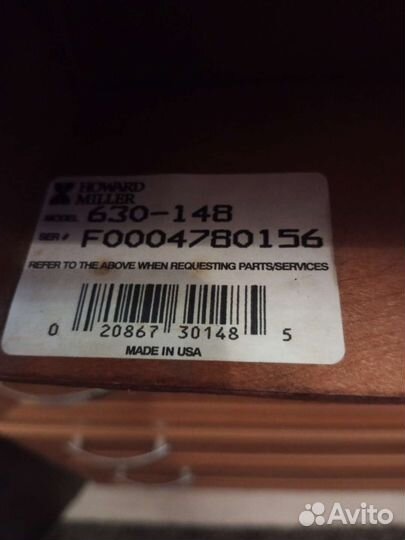 HOWARD
MILLER
MODEL 630-148
SER # F0004780156
REFER TO THE ABOVE WHEN REQUESTING PARTS/SERVICES
0 20867 30148 5
MADE IN USA
Avito